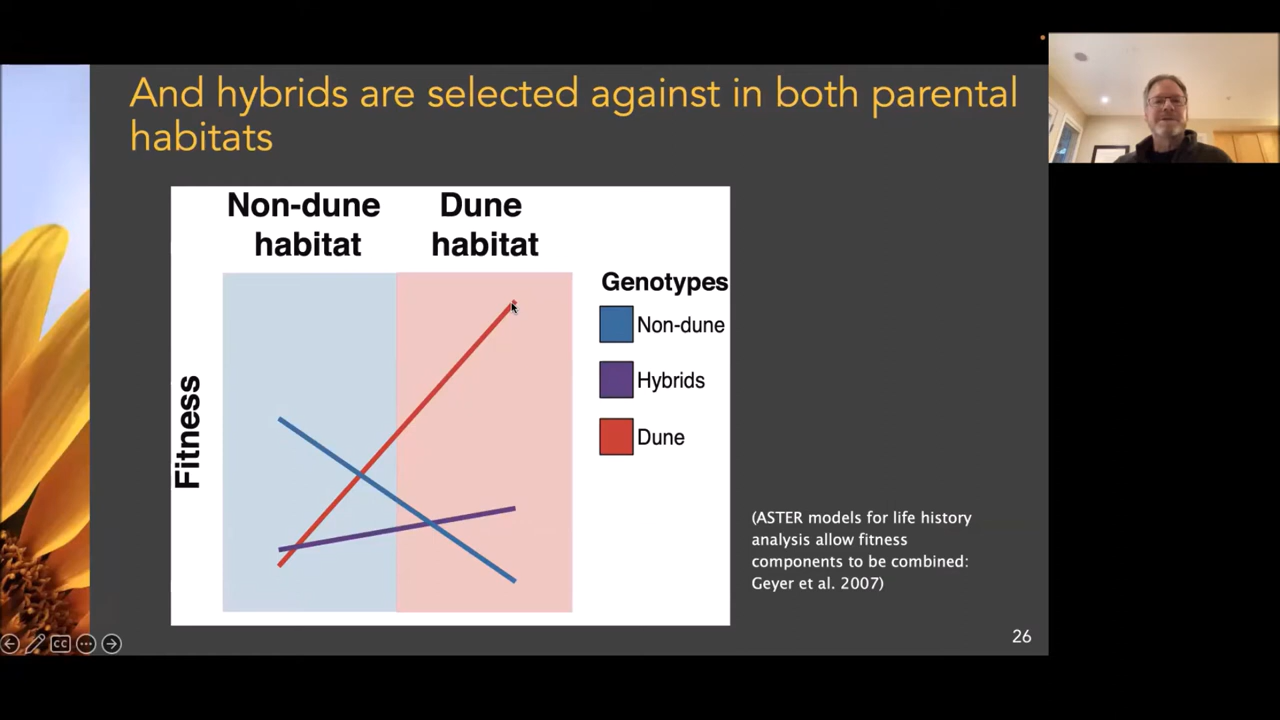 And hybrids are selected against in both parental
habitats
Non-dune
habitat
Dune
habitat
Fitness
Genotypes
Non-dune
Hybrids
Dune
(ASTER models for life history
analysis allow fitness
components to be combined:
Geyer et al. 2007)
26
CC